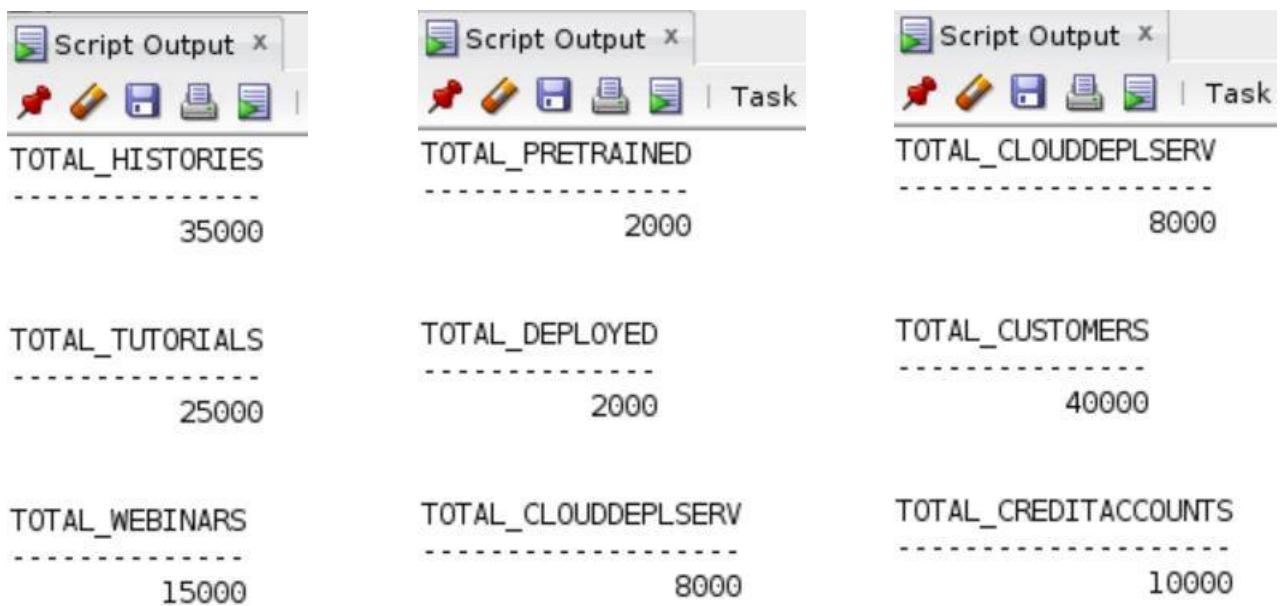 Script Output x
TOTAL_HISTORIES
---------------
35000
TOTAL_TUTORIALS
---------------
25000
TOTAL_WEBINARS
--------------
15000
Script Output x
Task
TOTAL_PRETRAINED
----------------
2000
TOTAL_DEPLOYED
--------------
2000
TOTAL_CLOUDDEPLSERV
-------------------
8000
Script Output x
Task
TOTAL_CLOUDDEPLSERV
-------------------
8000
TOTAL_CUSTOMERS
---------------
40000
TOTAL_CREDITACCOUNTS
--------------------
10000